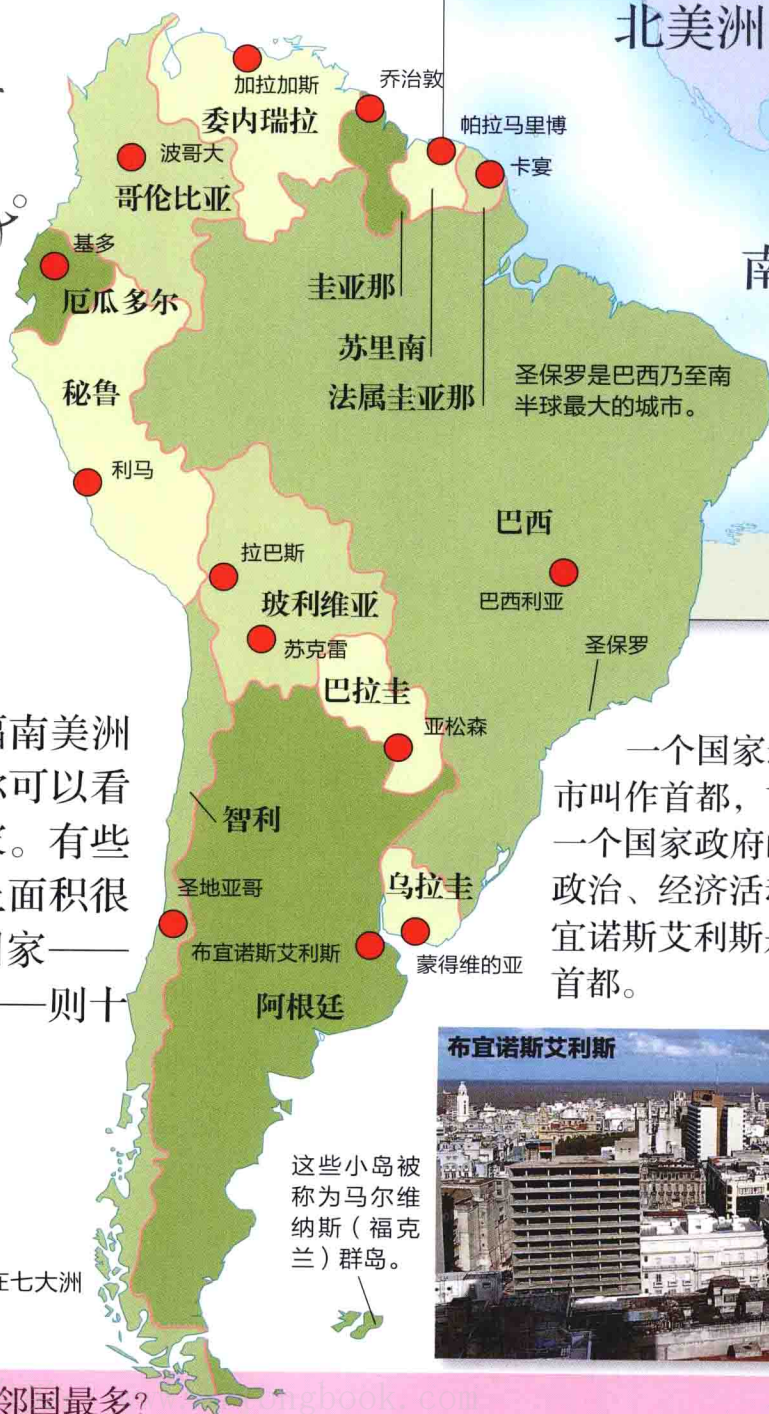 北美洲
加拉加斯
乔治敦
委内瑞拉
帕拉马里博
波哥大
卡宴
哥伦比亚
基多
厄瓜多尔
圭亚那
苏里南
法属圭亚那
南
圣保罗是巴西乃至南
半球最大的城市。
秘鲁
利马
巴西
巴西利亚
拉巴斯
玻利维亚
苏克雷
圣保罗
巴拉圭
亚松森
南美洲
你可以看
。有些
面积很
家——
——则十
智利
圣地亚哥
乌拉圭
布宜诺斯艾利斯
蒙得维的亚
阿根廷
一个国家
市叫作首都，
一个国家政府
政治、经济活
宜诺斯艾利斯
首都。
布宜诺斯艾利斯
这些小岛被
称为马尔维
纳斯（福克
兰）群岛。
在七大洲
邻国最多？